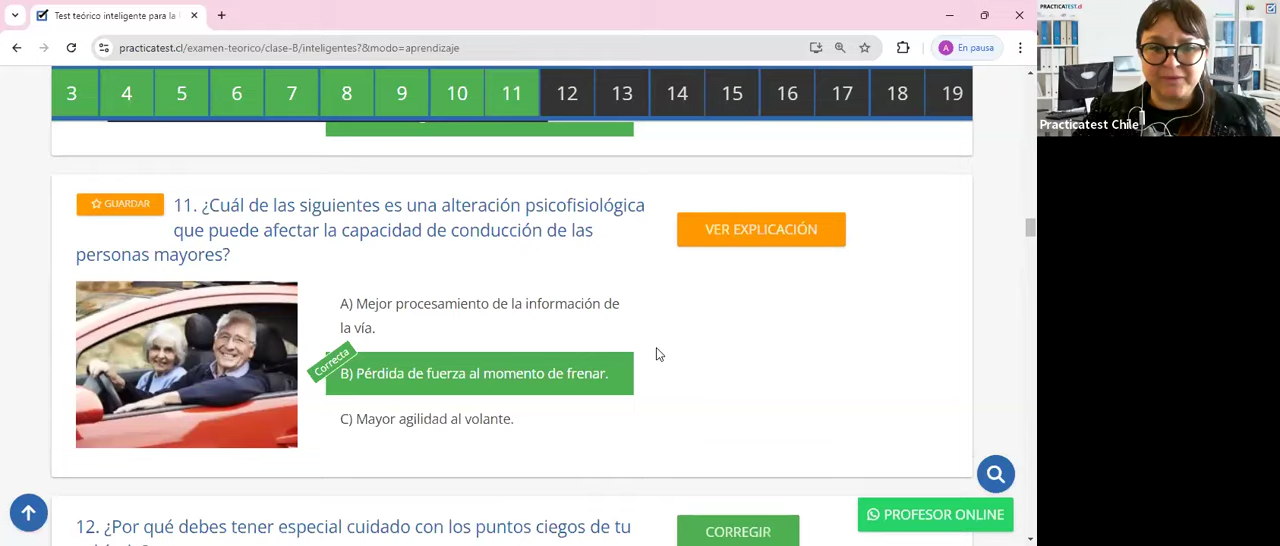 Test teórico inteligente para la
practicatest.cl/examen-teorico/clase-B/inteligentes?&modo=aprendizaje
A
En pausa
PRACTICATEST.cl
Practicatest Chile
3 4 5 6 7 8 9 10 11 12 13 14 15 16 17 18 19
GUARDAR
11. ¿Cuál de las siguientes es una alteración psicofisiológica
que puede afectar la capacidad de conducción de las
personas mayores?
VER EXPLICACIÓN
A) Mejor procesamiento de la información de
la vía.
Correcta
B) Pérdida de fuerza al momento de frenar.
C) Mayor agilidad al volante.
12. ¿Por qué debes tener especial cuidado con los puntos ciegos de tu
CORREGIR
PROFESOR ONLINE